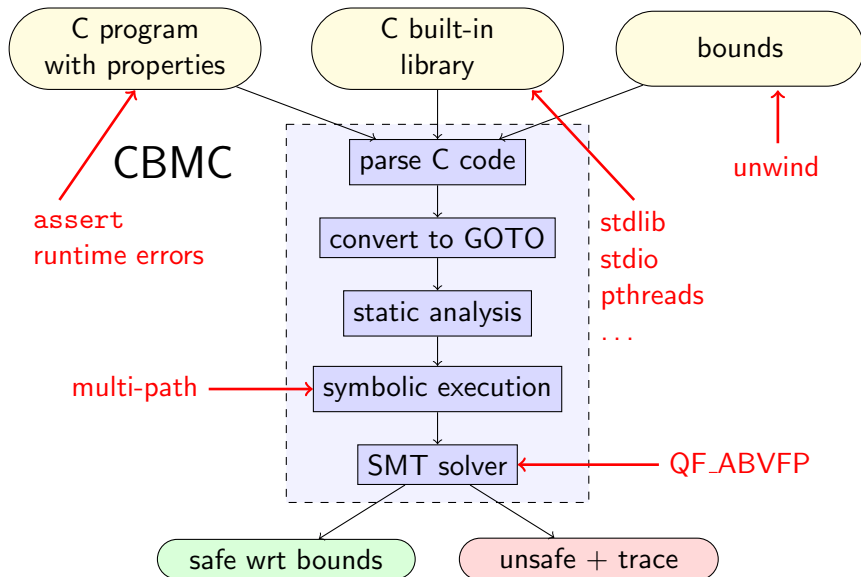 C program
with properties
C built-in
library
bounds
CBMC
parse C code
unwind
assert
runtime errors
convert to GOTO
stdlib
stdio
pthreads
...
static analysis
multi-path
symbolic execution
SMT solver
QF_ABVFP
safe wrt bounds
unsafe + trace